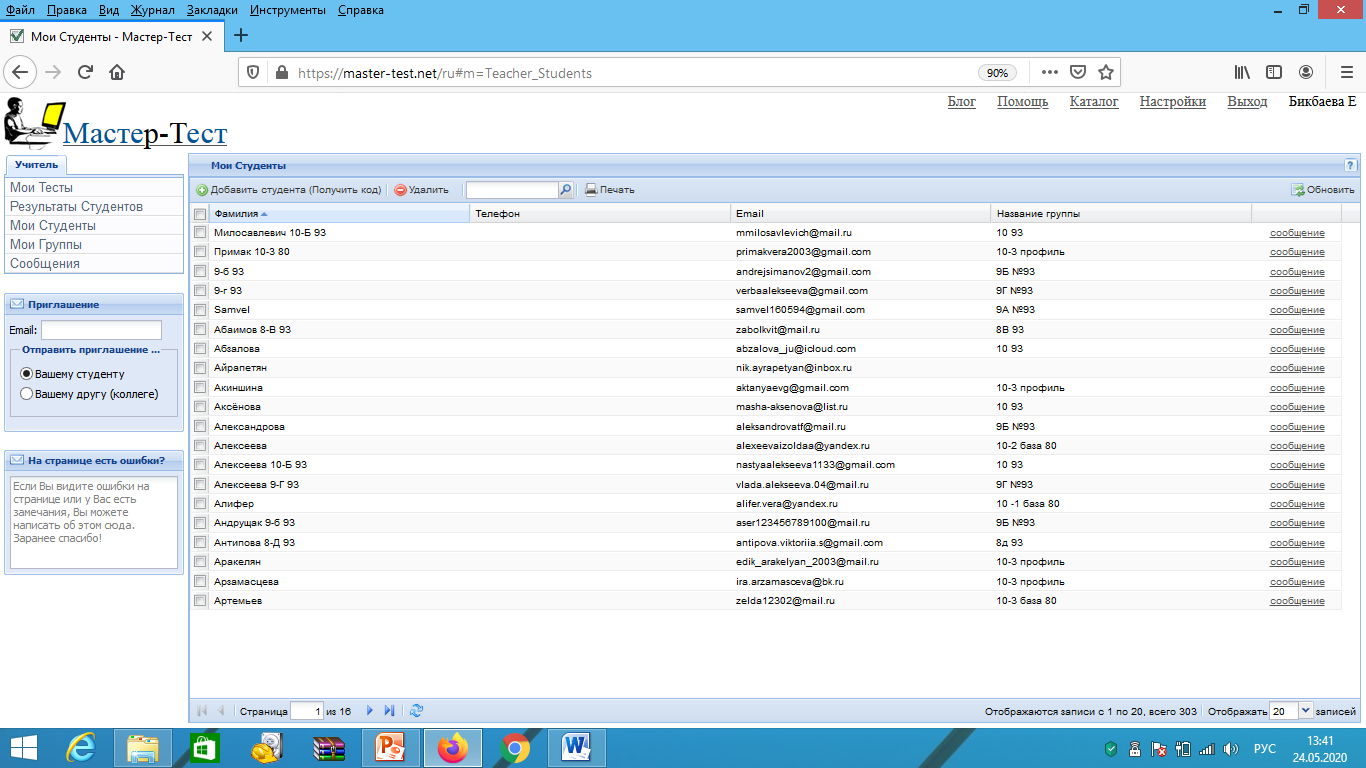 Файл Правка Вид Журнал Закладки Инструменты Справка
Мои Студенты - Мастер-Тест
https://master-test.net/ru#m=Teacher_Students 90%
Блог Помощь Каталог Настройки Выход Бикбаева Е
Мастер-Тест
Учитель
Мои Тесты
Результаты Студентов
Мои Студенты
Мои Группы
Сообщения
Приглашение
Email:
Отправить приглашение ...
Вашему студенту
Вашему другу (коллеге)
На странице есть ошибки?
Если Вы видите ошибки на
странице или у Вас есть
замечания, Вы можете
написать об этом сюда.
Заранее спасибо!
Мои Студенты
Добавить студента (Получить код) Удалить Печать Обновить
Фамилия Телефон Email Название группы
Милосавлевич 10-Б 93 mmilosavlevich@mail.ru 10 93 сообщение
Примак 10-3 80 primakvera2003@gmail.com 10-3 профиль сообщение
9-б 93 andrejsimanov2@gmail.com 9Б №93 сообщение
9-г 93 verbaalekseeva@gmail.com 9Г №93 сообщение
Samvel samvel160594@gmail.com 9А №93 сообщение
Абаимов 8-В 93 zabolkvit@mail.ru 8В 93 сообщение
Абзалова abzalova_ju@icloud.com 10 93 сообщение
Айрапетян nik.ayrapetyan@inbox.ru сообщение
Акиншина aktanyaevg@gmail.com 10-3 профиль сообщение
Аксёнова masha-aksenova@list.ru 10 93 сообщение
Александрова aleksandrovatf@mail.ru 9Б №93 сообщение
Алексеева alexeevaizoldaa@yandex.ru 10-2 база 80 сообщение
Алексеева 10-Б 93 nastyaalekseeva1133@gmail.com 10 93 сообщение
Алексеева 9-Г 93 vlada.alekseeva.04@mail.ru 9Г №93 сообщение
Алифер alifer.vera@yandex.ru 10 -1 база 80 сообщение
Андрущак 9-б 93 aser123456789100@mail.ru 9Б №93 сообщение
Антипова 8-Д 93 antipova.viktoriia.s@gmail.com 8д 93 сообщение
Аракелян edik_arakelyan_2003@mail.ru 10-3 профиль сообщение
Арзамасцева ira.arzamasceva@bk.ru 10-3 профиль сообщение
Артемьев zelda12302@mail.ru 10-3 база 80 сообщение
Страница 1 из 16 Отображаются записи с 1 по 20, всего 303 Отображать 20 записей
РУС 13:41
24.05.2020